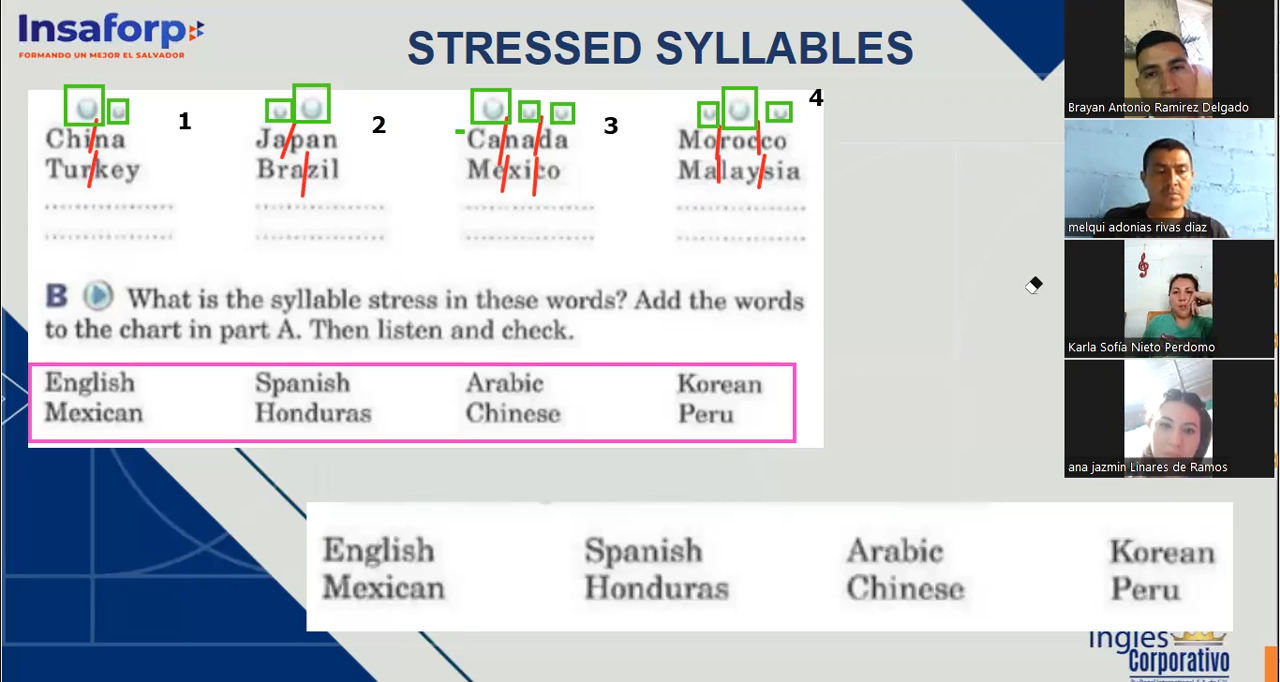 Insaforp
FORMANDO UN MEJOR EL SALVADOR
STRESSED SYLLABLES
China 1 Japan 2 Canada 3 Morocco 4
Turkey Brazil Mexico Malaysia
B What is the syllable stress in these words? Add the words
to the chart in part A. Then listen and check.
English Spanish Arabic Korean
Mexican Honduras Chinese Peru
English Spanish Arabic Korean
Mexican Honduras Chinese Peru
Inglés
Corporativo
Brayan Antonio Ramirez Delgado
melqui adonias rivas diaz
Karla Sofía Nieto Perdomo
ana jazmin Linares de Ramos